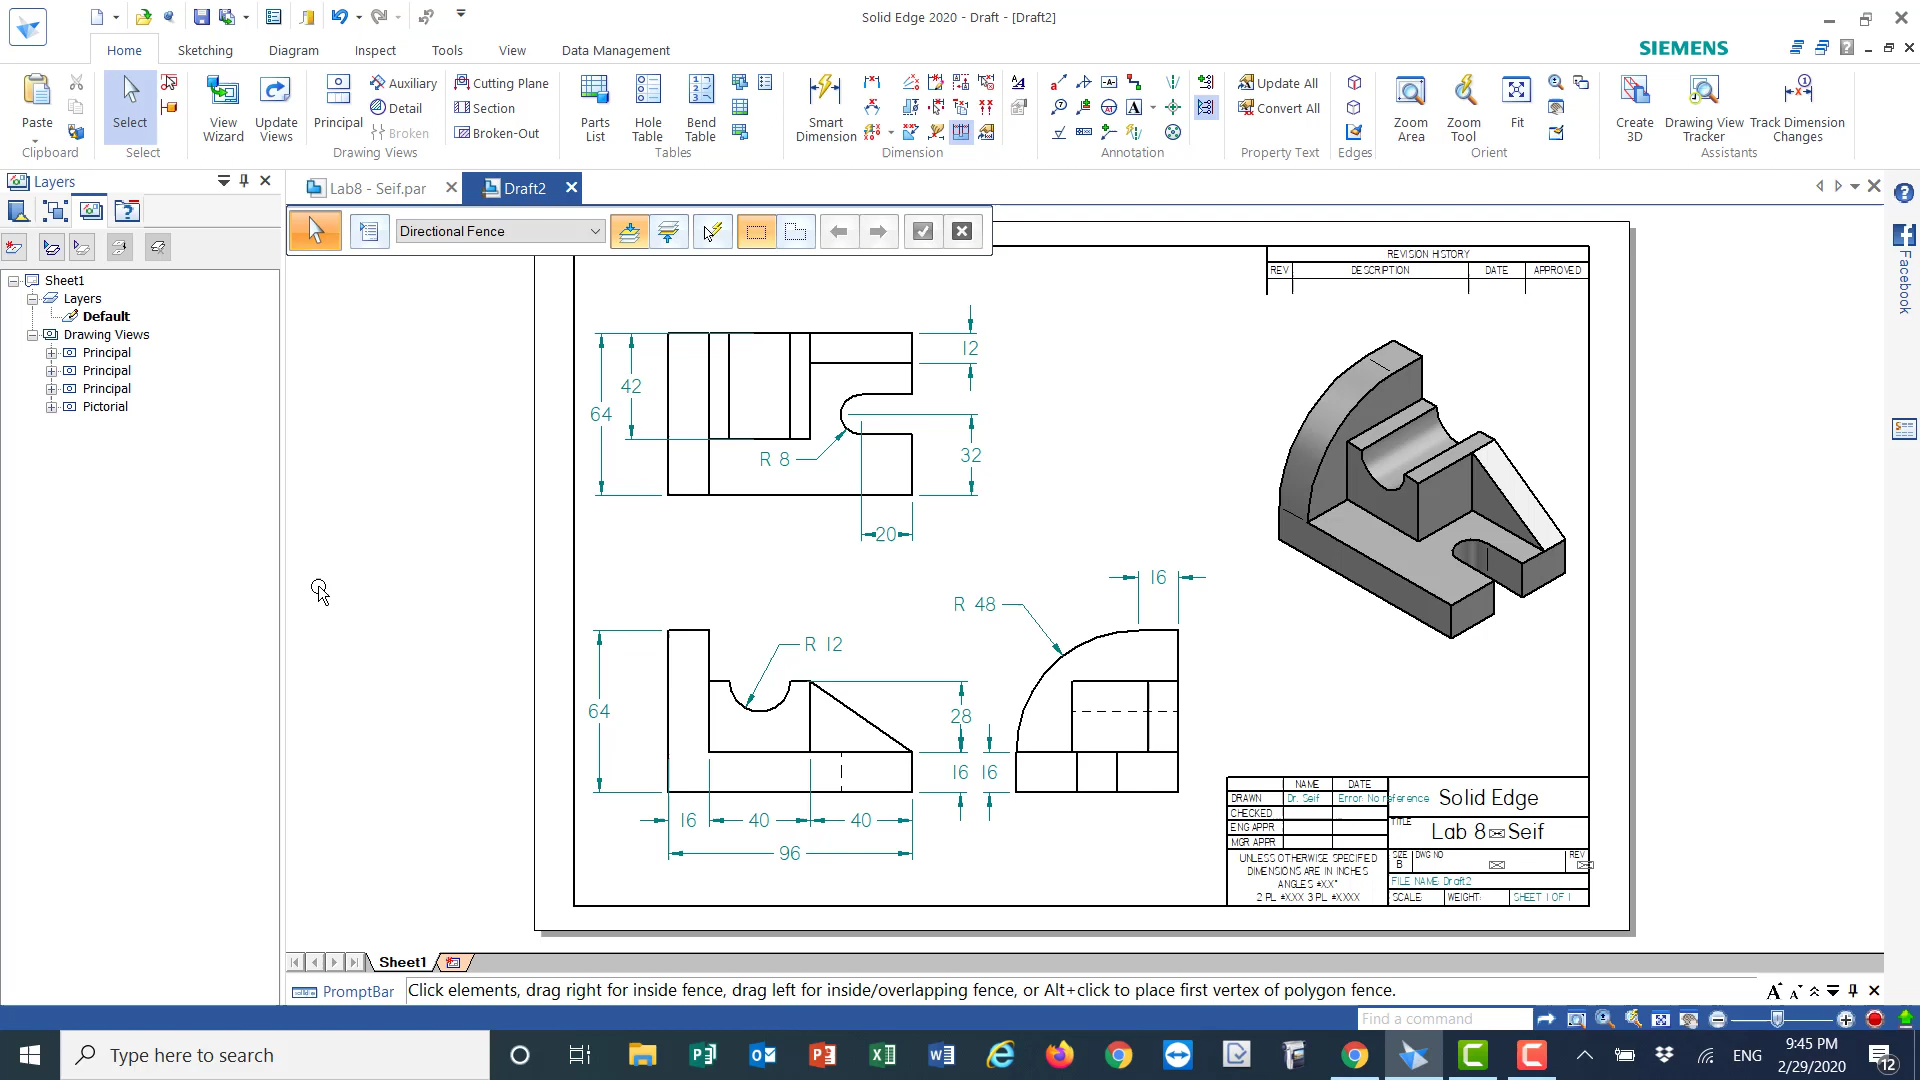 Solid Edge 2020 - Draft - [Draft2]
Home Sketching Diagram Inspect Tools View Data Management
SIEMENS
Paste
Clipboard
Select
Select
View Wizard
Update Views
Principal
Auxiliary
Detail
Broken
Cutting Plane
Section
Broken-Out
Drawing Views
Parts List
Hole Table
Bend Table
Tables
Smart Dimension
Dimension
Annotation
Update All
Convert All
Property Text
Edges
Zoom Area
Zoom Tool
Fit
Orient
Create 3D
Drawing View Tracker
Track Dimension Changes
Assistants
Layers
Lab8 - Seif.par
Draft2
Directional Fence
Sheet1
Layers
Default
Drawing Views
Principal
Principal
Principal
Pictorial
Facebook
REVISION HISTORY
REV DESCRIPTION DATE APPROVED
12
42
64
R 8
32
20
16
R 48
R 12
64
28
16 16
16 40 40
96
NAME DATE
DRAWN Dr. Seif Error: No reference
CHECKED
ENG APPR
MGR APPR
UNLESS OTHERWISE SPECIFIED
DIMENSIONS ARE IN INCHES
ANGLES ±X.X°
2 PL ±X.XX 3 PL ±X.XXX
Solid Edge
TITLE
Lab 8 Seif
SIZE DWG NO REV
B
FILE NAME: Draft2
SCALE: WEIGHT: SHEET 1 OF 1
Sheet1
PromptBar
Click elements, drag right for inside fence, drag left for inside/overlapping fence, or Alt+click to place first vertex of polygon fence.
Find a command
Type here to search
ENG
9:45 PM
2/29/2020
12